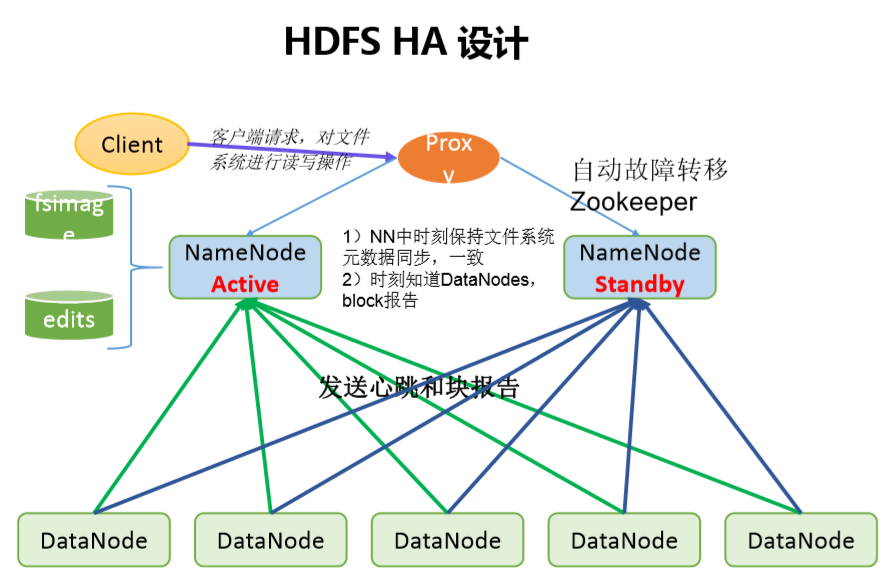 HDFS HA 设计
Client
客户端请求，对文件
系统进行读写操作
Prox
y
自动故障转移
Zookeeper
fsimag
e
NameNode
Active
1）NN中时刻保持文件系统
元数据同步，一致
2）时刻知道DataNodes，
block报告
NameNode
Standby
edits
发送心跳和块报告
DataNode
DataNode
DataNode
DataNode
DataNode